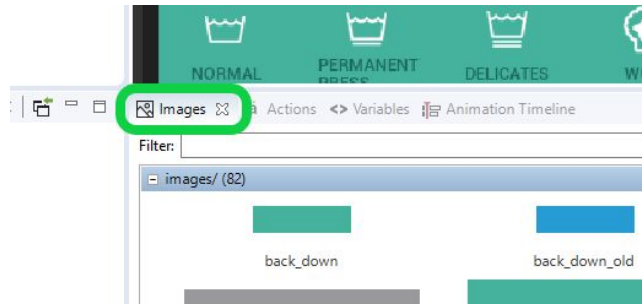 NORMAL
PERMANENT
PRESS
DELICATES
Images
Actions
<> Variables
Animation Timeline
Filter:
images/ (82)
back_down
back_down_old